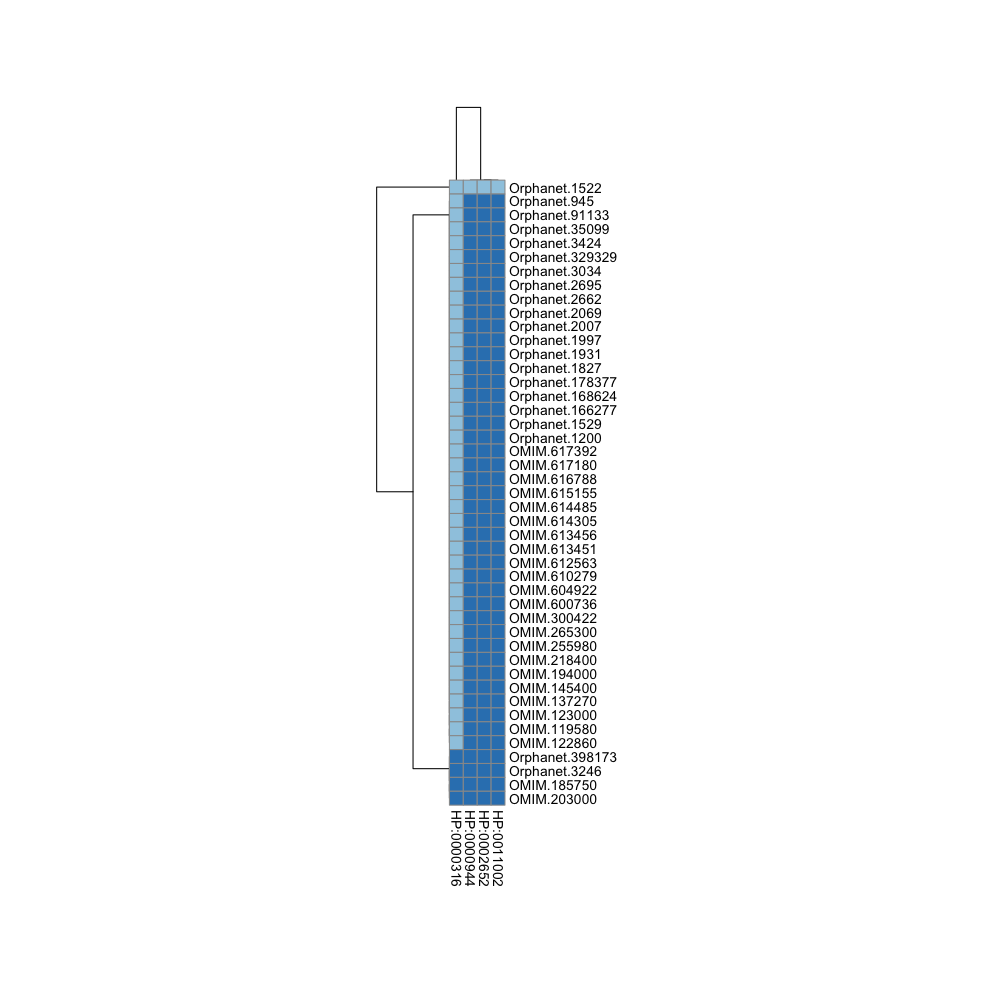 Orphanet.1522
Orphanet.945
Orphanet.91133
Orphanet.35099
Orphanet.3424
Orphanet.329329
Orphanet.3034
Orphanet.2695
Orphanet.2662
Orphanet.2069
Orphanet.2007
Orphanet.1997
Orphanet.1931
Orphanet.1827
Orphanet.178377
Orphanet.168624
Orphanet.166277
Orphanet.1529
Orphanet.1200
OMIM.617392
OMIM.617180
OMIM.616788
OMIM.615155
OMIM.614485
OMIM.614305
OMIM.613456
OMIM.613451
OMIM.612563
OMIM.610279
OMIM.604922
OMIM.600736
OMIM.300422
OMIM.265300
OMIM.255980
OMIM.218400
OMIM.194000
OMIM.145400
OMIM.137270
OMIM.123000
OMIM.119580
OMIM.122860
Orphanet.398173
Orphanet.3246
OMIM.185750
OMIM.203000
HP:0000316
HP:0000944
HP:0002652
HP:0011002